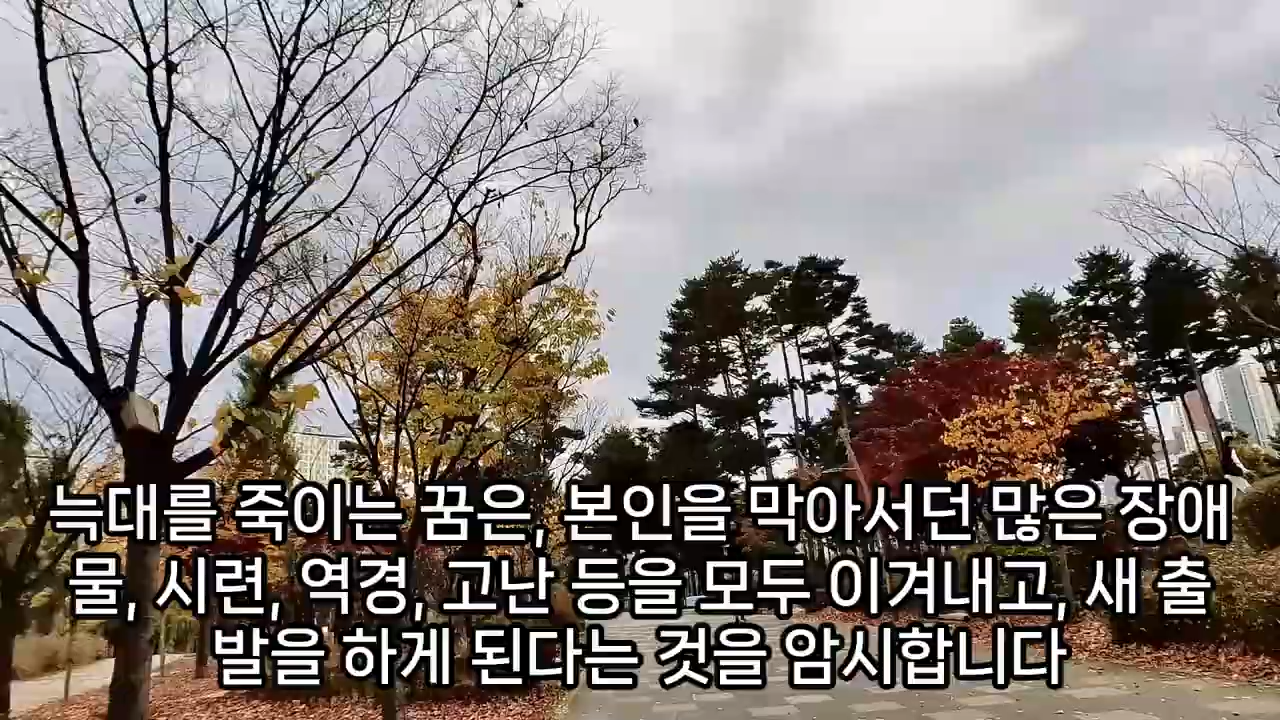 늑대를 죽이는 꿈은, 본인을 막아서던 많은 장애
물, 시련, 역경, 고난 등을 모두 이겨내고, 새 출
발을 하게 된다는 것을 암시합니다